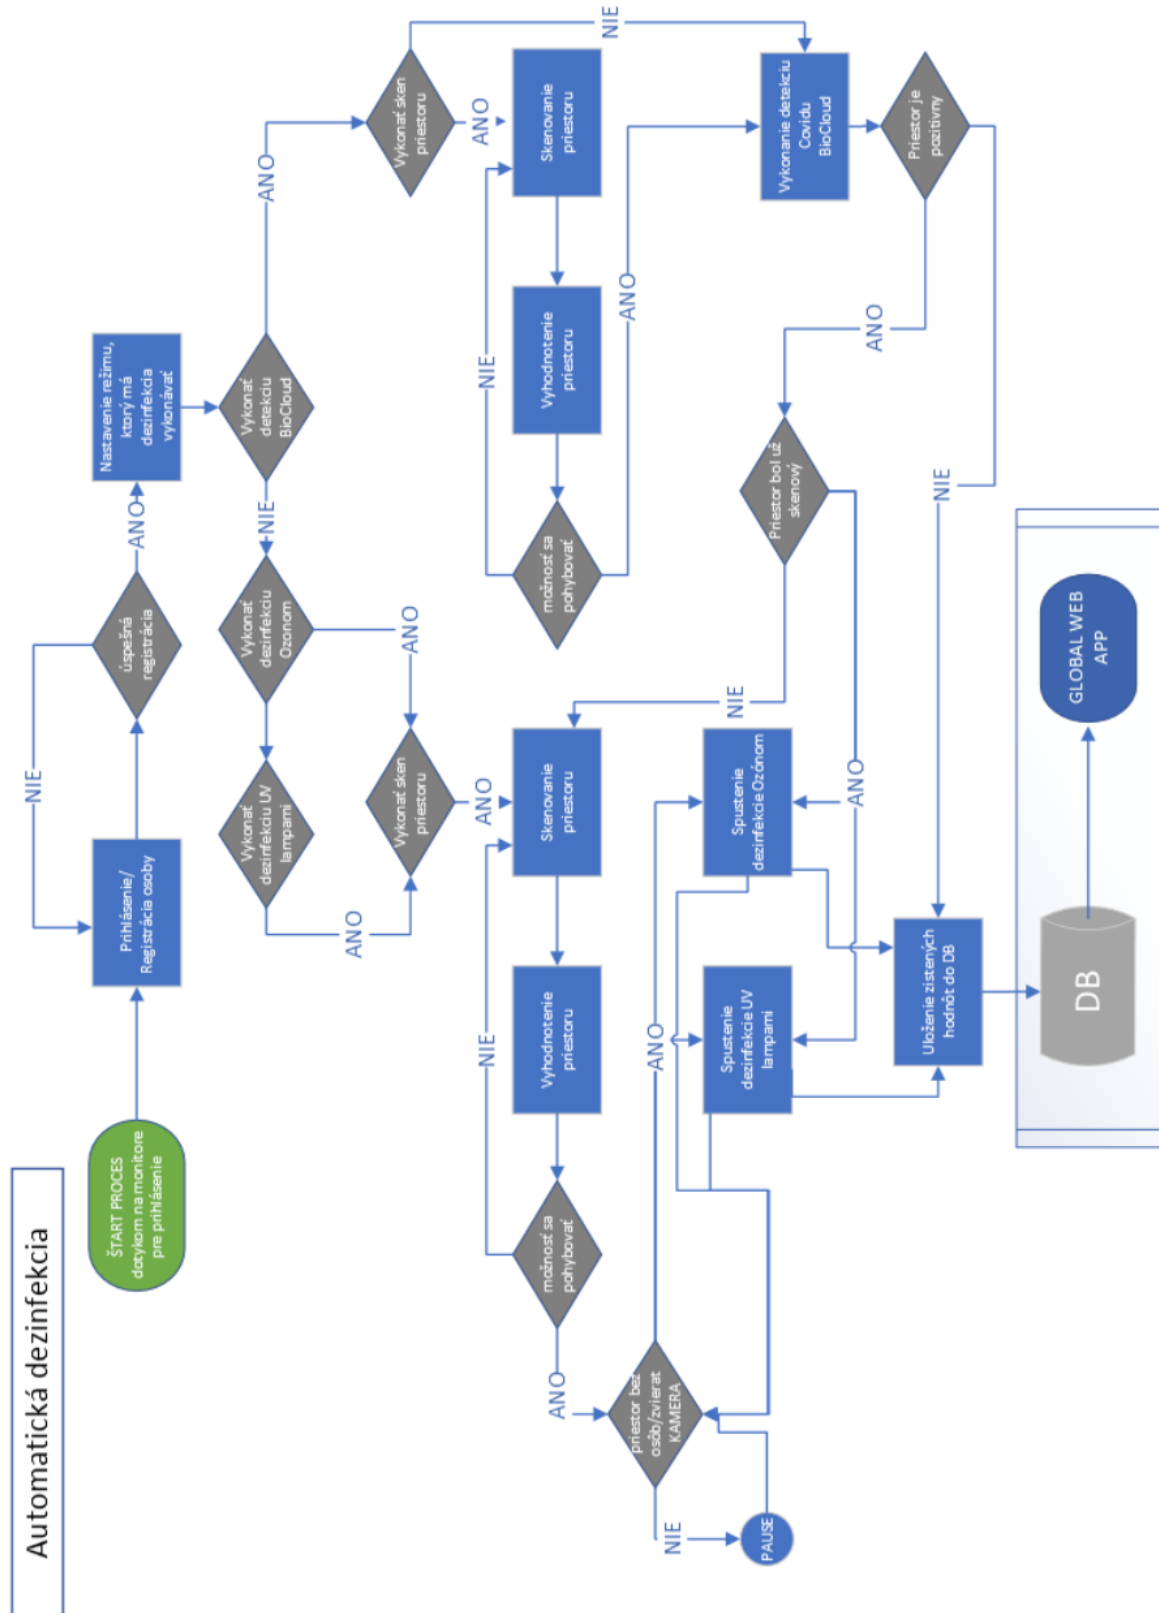 Automatická dezinfekcia
ŠTART PROCES
dotykom na monitore
pre prihlásenie
Prihlásenie/
Registrácia osoby
NIE
úspešná
registrácia
ANO
Nastavenie režimu,
ktorý má
dezinfekcia
vykonávať
Vykonať
detekciu
BioCloud
NIE
ANO
Vykonať
dezinfekciu
Ozonom
Vykonať
dezinfekciu UV
lampami
ANO
ANO
Vykonať sken
priestoru
ANO
Vykonať sken
priestoru
ANO
NIE
Skenovanie
priestoru
Vyhodnotenie
priestoru
NIE
možnosť sa
pohybovať
ANO
Skenovanie
priestoru
Vyhodnotenie
priestoru
NIE
možnosť sa
pohybovať
ANO
priestor bez
osôb/zvierat
KAMERA
NIE
PAUSE
ANO
Spustenie
dezinfekcie UV
lampami
Spustenie
dezinfekcie Ozónom
NIE
Priestor bol už
skenový
ANO
Vykonanie detekciu
Covidu
BioCloud
Priestor je
pozitívny
ANO
NIE
Uloženie zistených
hodnôt do DB
DB
GLOBAL WEB
APP